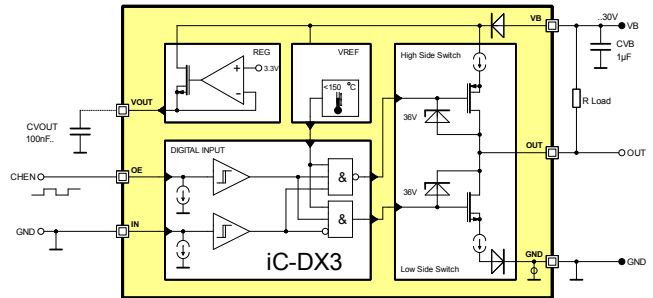 ..30V
VB
VB
REG
VREF
High Side Switch
CVB
1µF
3.3V
+
-
<150 °C
VOUT
CVOUT
100nF..
36V
R Load
DIGITAL INPUT
OUT
OUT
CHEN
OE
&
36V
&
GND
IN
iC-DX3
GND
GND
Low Side Switch